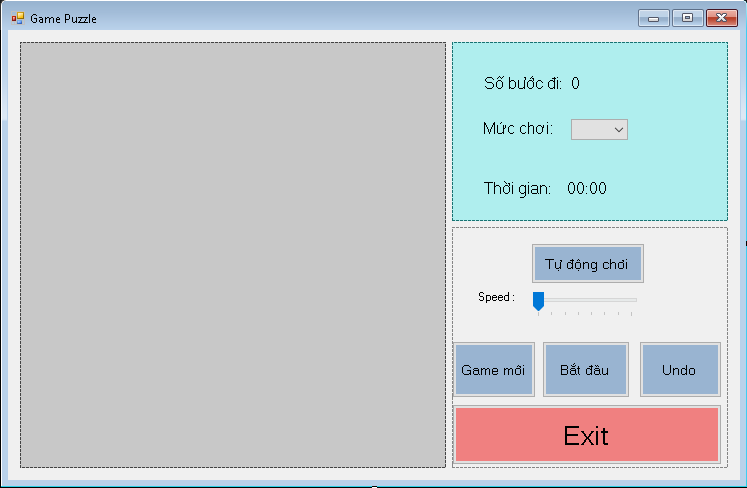 Game Puzzle
Số bước đi: 0
Mức chơi:
Thời gian: 00:00
Tự động chơi
Speed :
Game mới
Bắt đầu
Undo
Exit